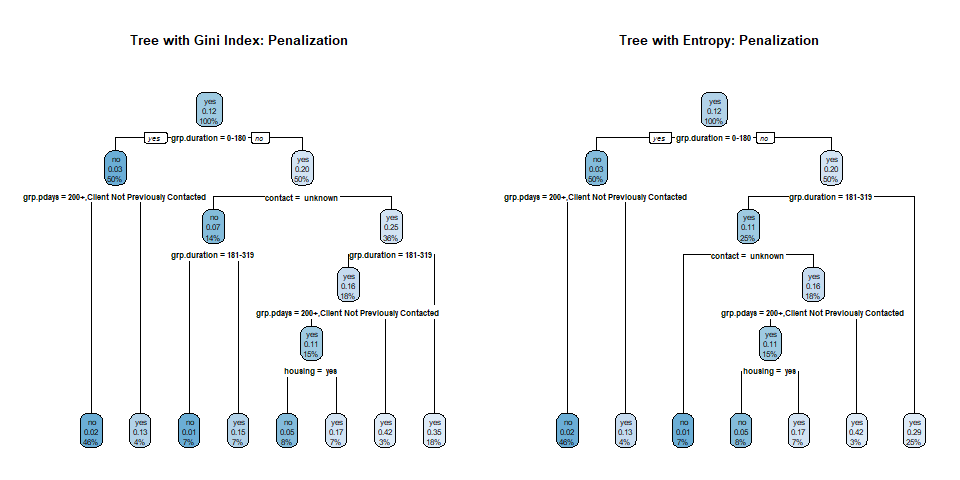 Tree with Gini Index: Penalization
yes
0.12
100%
yes
grp.duration = 0-180
no
no
0.03
50%
yes
0.20
50%
grp.pdays = 200+,Client Not Previously Contacted
contact = unknown
no
0.07
14%
yes
0.25
36%
grp.duration = 181-319
grp.duration = 181-319
yes
0.16
18%
grp.pdays = 200+,Client Not Previously Contacted
yes
0.11
15%
housing = yes
no
0.02
46%
yes
0.13
4%
no
0.01
7%
yes
0.15
7%
no
0.05
8%
yes
0.17
7%
yes
0.42
3%
yes
0.35
18%
Tree with Entropy: Penalization
yes
0.12
100%
yes
grp.duration = 0-180
no
no
0.03
50%
yes
0.20
50%
grp.pdays = 200+,Client Not Previously Contacted
grp.duration = 181-319
yes
0.11
25%
contact = unknown
yes
0.16
18%
grp.pdays = 200+,Client Not Previously Contacted
yes
0.11
15%
housing = yes
no
0.02
46%
yes
0.13
4%
no
0.01
7%
no
0.05
8%
yes
0.17
7%
yes
0.42
3%
yes
0.29
25%